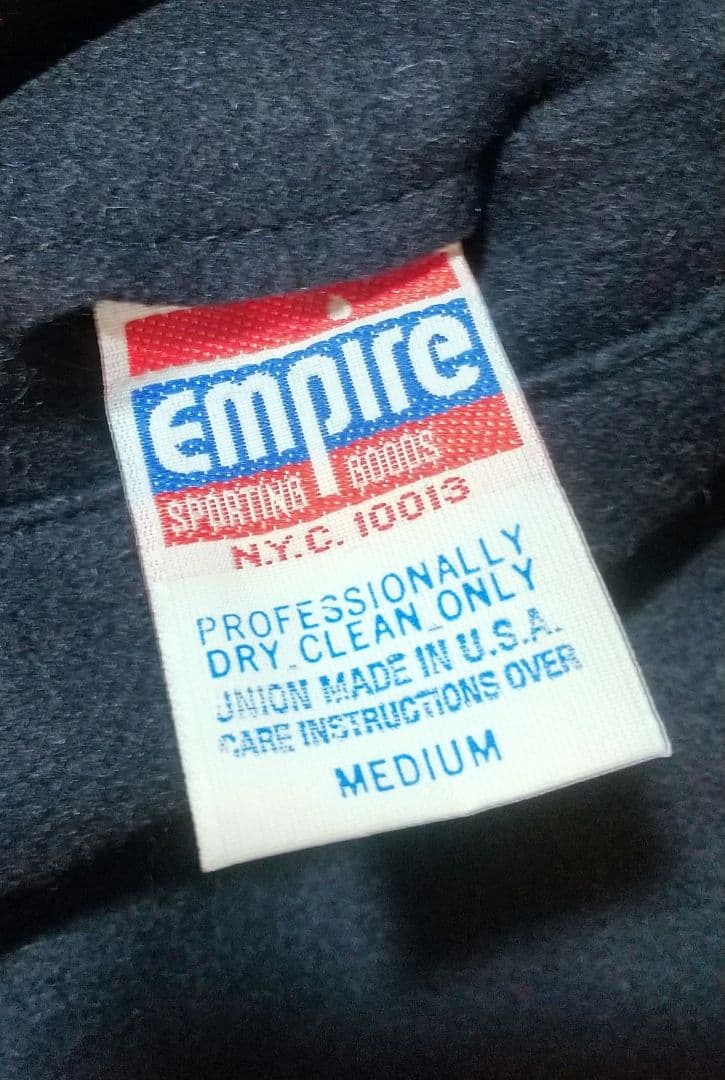 Empire
SPORTING GOODS
N.Y.C. 10013
PROFESSIONALLY
DRY CLEAN ONLY
UNION MADE IN U.S.A.
CARE INSTRUCTIONS OVER
MEDIUM